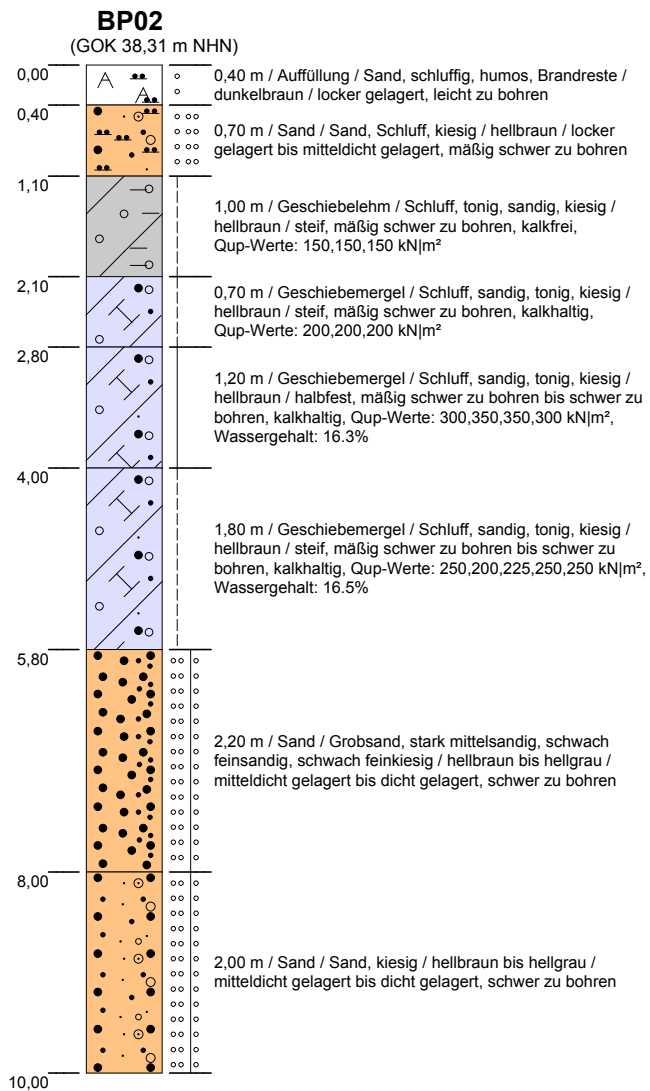 BP02
(GOK 38,31 m NHN)
0,00
0,40 m / Auffüllung / Sand, schluffig, humos, Brandreste /
dunkelbraun / locker gelagert, leicht zu bohren
A
A
0,40
0,70 m / Sand / Sand, Schluff, kiesig / hellbraun / locker
gelagert bis mitteldicht gelagert, mäßig schwer zu bohren
1,10
1,00 m / Geschiebelehm / Schluff, tonig, sandig, kiesig /
hellbraun / steif, mäßig schwer zu bohren, kalkfrei,
Qup-Werte: 150,150,150 kN|m²
2,10
0,70 m / Geschiebemergel / Schluff, sandig, tonig, kiesig /
hellbraun / steif, mäßig schwer zu bohren, kalkhaltig,
Qup-Werte: 200,200,200 kN|m²
2,80
1,20 m / Geschiebemergel / Schluff, sandig, tonig, kiesig /
hellbraun / halbfest, mäßig schwer zu bohren bis schwer zu
bohren, kalkhaltig, Qup-Werte: 300,350,350,300 kN|m²,
Wassergehalt: 16.3%
4,00
1,80 m / Geschiebemergel / Schluff, sandig, tonig, kiesig /
hellbraun / steif, mäßig schwer zu bohren bis schwer zu
bohren, kalkhaltig, Qup-Werte: 250,200,225,250,250 kN|m²,
Wassergehalt: 16.5%
5,80
2,20 m / Sand / Grobsand, stark mittelsandig, schwach
feinsandig, schwach feinkiesig / hellbraun bis hellgrau /
mitteldicht gelagert bis dicht gelagert, schwer zu bohren
8,00
2,00 m / Sand / Sand, kiesig / hellbraun bis hellgrau /
mitteldicht gelagert bis dicht gelagert, schwer zu bohren
10,00